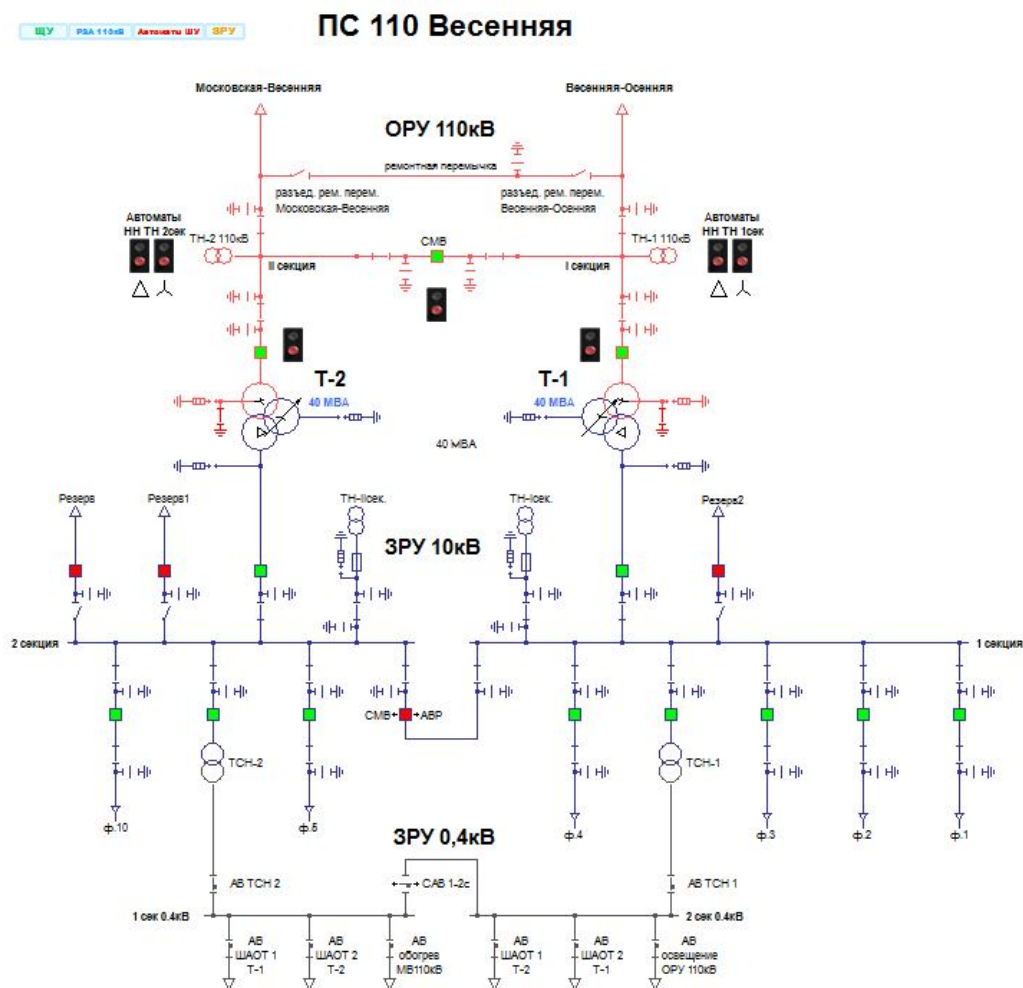 ПС 110 Весенняя
ЩУ РЗА 110кВ Автоматы ШУ ЗРУ
Московская-Весенняя
Весенняя-Осенняя
ОРУ 110кВ
ремонтная перемычка
разъед. рем. перем.
Московская-Весенняя
разъед. рем. перем.
Весенняя-Осенняя
Автоматы
НН ТН 2сек
ТН-2 110кВ
СМВ
ТН-1 110кВ
Автоматы
НН ТН 1сек
II секция
I секция
Т-2
Т-1
40 МВА
40 МВА
40 МВА
Резерв
Резерв1
ТН-IIсек.
ТН-Iсек.
Резерв2
ЗРУ 10кВ
2 секция
1 секция
СМВ
АВР
ТСН-2
ТСН-1
ф.10
ф.5
ф.4
ф.3
ф.2
ф.1
ЗРУ 0,4кВ
АВ ТСН 2
САВ 1-2с
АВ ТСН 1
1 сек 0.4кВ
2 сек 0.4кВ
АВ
ШАОТ 1
Т-1
АВ
ШАОТ 2
Т-2
АВ
обогрев
МВ110кВ
АВ
ШАОТ 1
Т-2
АВ
ШАОТ 2
Т-1
АВ
освещение
ОРУ 110кВ